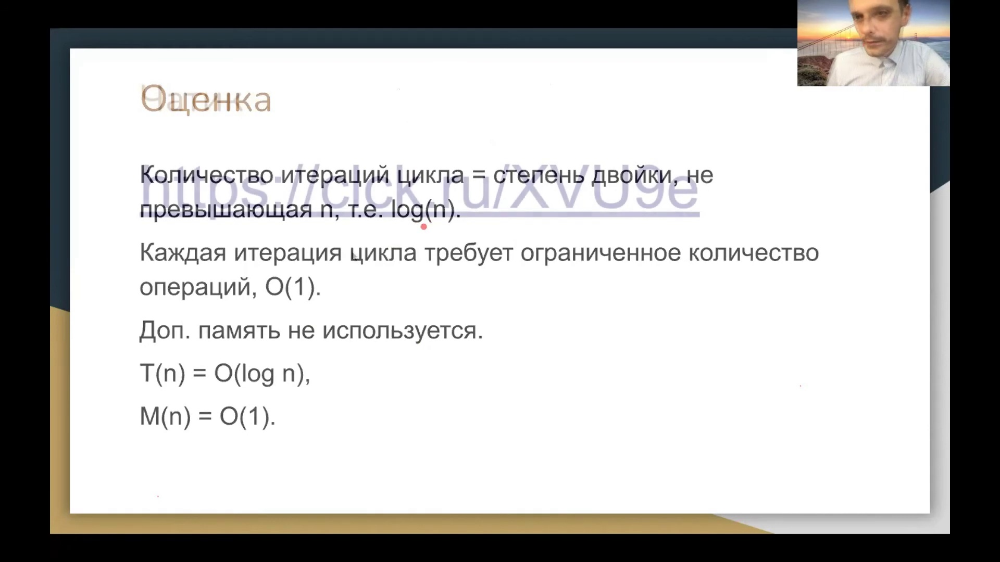 Оценка
Чатик
Количество итераций цикла = степень двойки, не
https://clck.ru/XVU9e
превышающая n, т.е. log(n).
Каждая итерация цикла требует ограниченное количество
операций, O(1).
Доп. память не используется.
T(n) = O(log n),
M(n) = O(1).